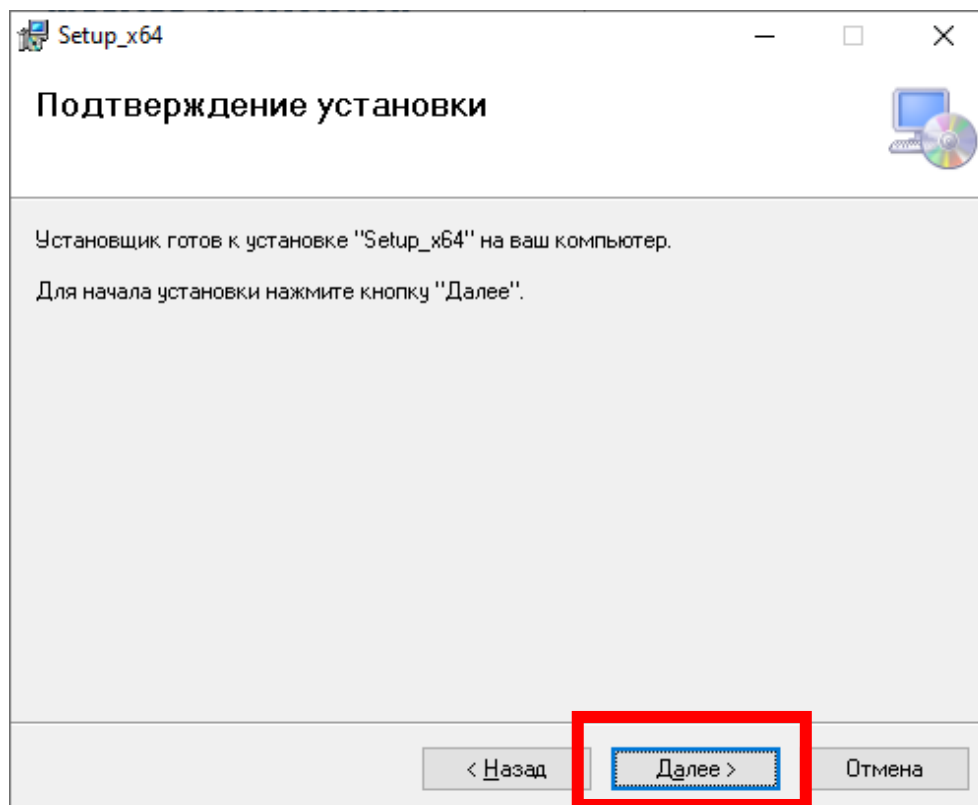 Setup_x64
Подтверждение установки
Установщик готов к установке "Setup_x64" на ваш компьютер.
Для начала установки нажмите кнопку "Далее".
< Назад
Далее >
Отмена